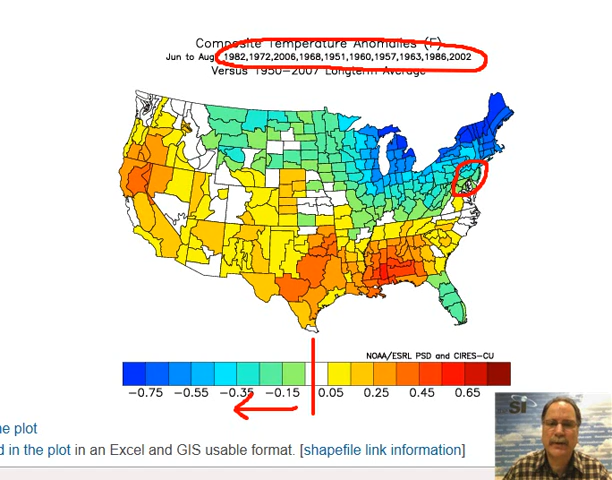 Composite Temperature Anomalies (F)
Jun to Aug 1982,1972,2006,1968,1951,1960,1957,1963,1986,2002
Versus 1950–2007 Longterm Average
NOAA/ESRL PSD and CIRES-CU
−0.75 −0.55 −0.35 −0.15 0.05 0.25 0.45 0.65
SI
e plot
d in the plot in an Excel and GIS usable format. [shapefile link information]